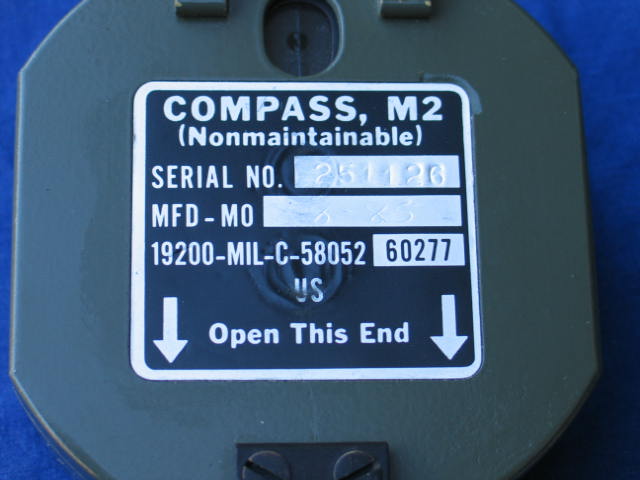 COMPASS, M2
(Nonmaintainable)
SERIAL NO. 251126
MFD-MO
19200-MIL-C-58052 60277
US
Open This End